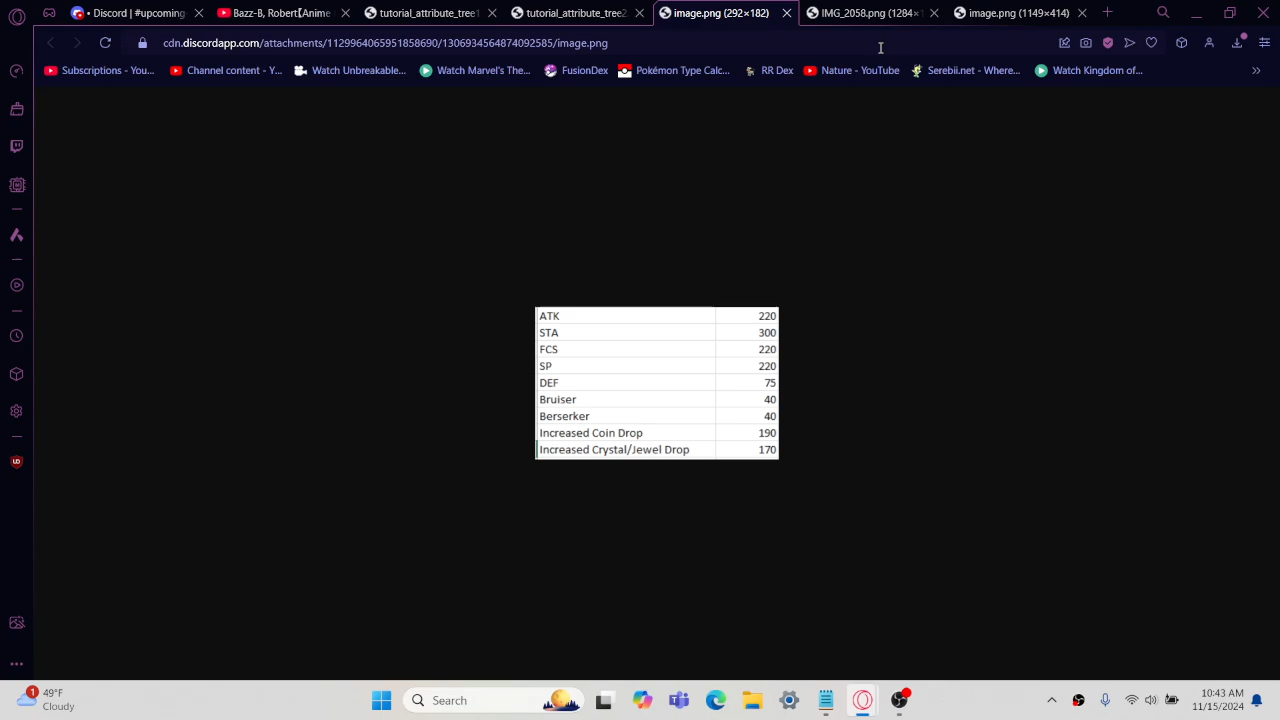 • Discord | #upcoming
Bazz-B, Robert【Anime
tutorial_attribute_tree1
tutorial_attribute_tree2
image.png (292×182)
IMG_2058.png (1284×
image.png (1149×414)
cdn.discordapp.com/attachments/1129964065951858690/1306934564874092585/image.png
Subscriptions - You...
Channel content - Y...
Watch Unbreakable...
Watch Marvel's The...
FusionDex
Pokémon Type Calc...
RR Dex
Nature - YouTube
Serebii.net - Where...
Watch Kingdom of...
ATK 220
STA 300
FCS 220
SP 220
DEF 75
Bruiser 40
Berserker 40
Increased Coin Drop 190
Increased Crystal/Jewel Drop 170
1
49°F
Cloudy
Search
10:43 AM
11/15/2024